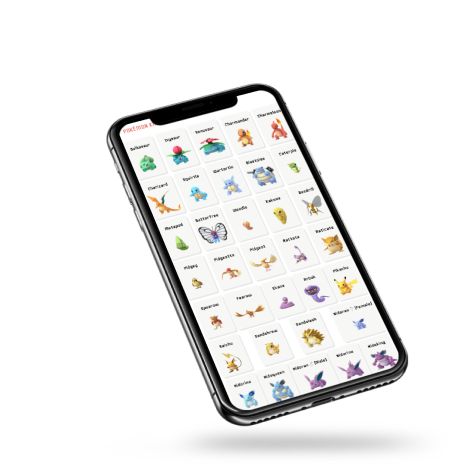 POKÉMON
Bulbasaur Ivysaur Venusaur Charmander Charmeleon
Charizard Squirtle Wartortle Blastoise Caterpie
Metapod Butterfree Weedle Kakuna Beedrill
Pidgey Pidgeotto Pidgeot Rattata Raticate
Spearow Fearow Ekans Arbok Pikachu
Raichu Sandshrew Sandslash Nidoran♀(Female)
Nidorina Nidoqueen Nidoran♂(Male) Nidorino Nidoking